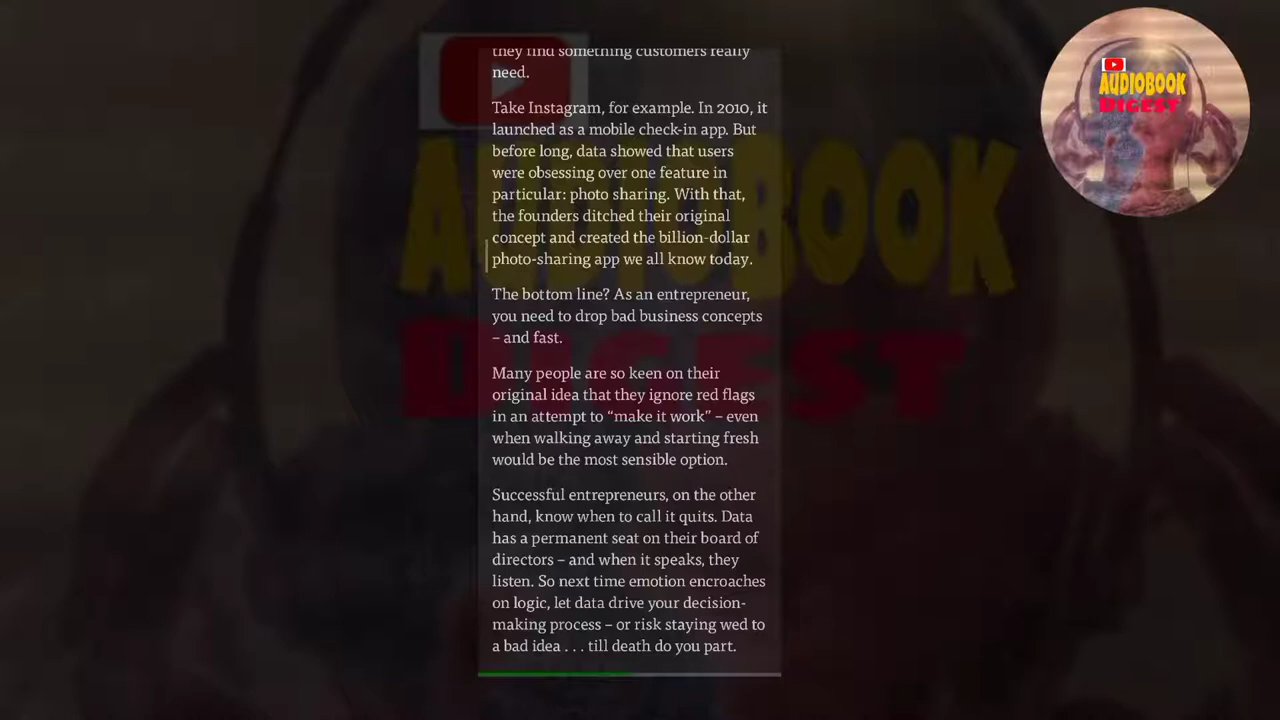 they find something customers really
need.
Take Instagram, for example. In 2010, it
launched as a mobile check-in app. But
before long, data showed that users
were obsessing over one feature in
particular: photo sharing. With that,
the founders ditched their original
concept and created the billion-dollar
photo-sharing app we all know today.
The bottom line? As an entrepreneur,
you need to drop bad business concepts
– and fast.
Many people are so keen on their
original idea that they ignore red flags
in an attempt to “make it work” – even
when walking away and starting fresh
would be the most sensible option.
Successful entrepreneurs, on the other
hand, know when to call it quits. Data
has a permanent seat on their board of
directors – and when it speaks, they
listen. So next time emotion encroaches
on logic, let data drive your decision-
making process – or risk staying wed to
a bad idea . . . till death do you part.
AUDIOBOOK
DIGEST
AUDIOBOOK
DIGEST